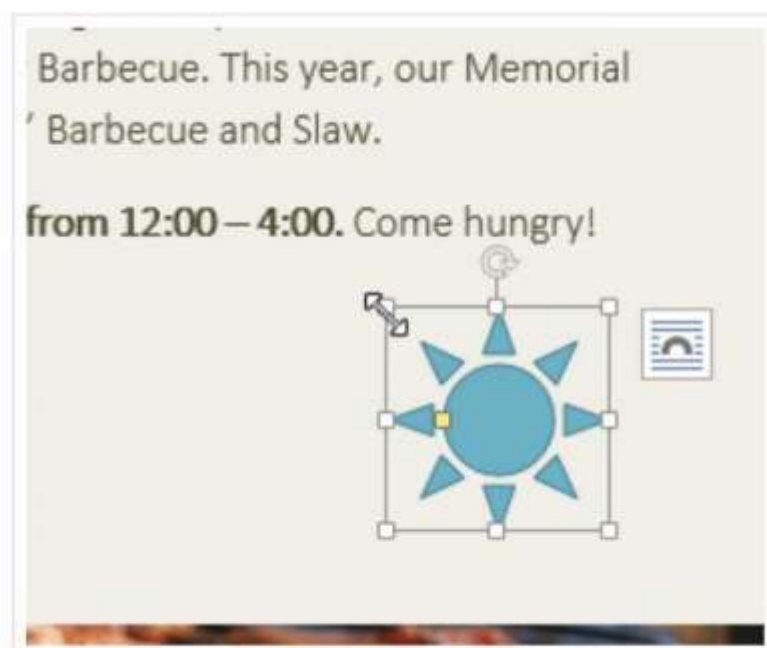 Barbecue. This year, our Memorial
’ Barbecue and Slaw.
from 12:00 – 4:00. Come hungry!